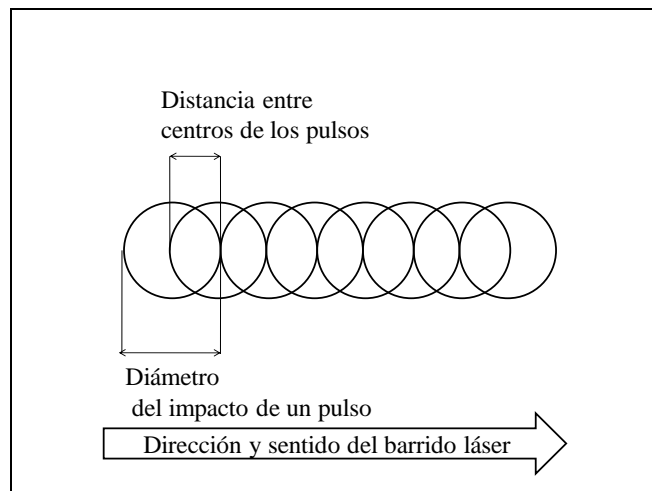 Distancia entre
centros de los pulsos
Diámetro
del impacto de un pulso
Dirección y sentido del barrido láser